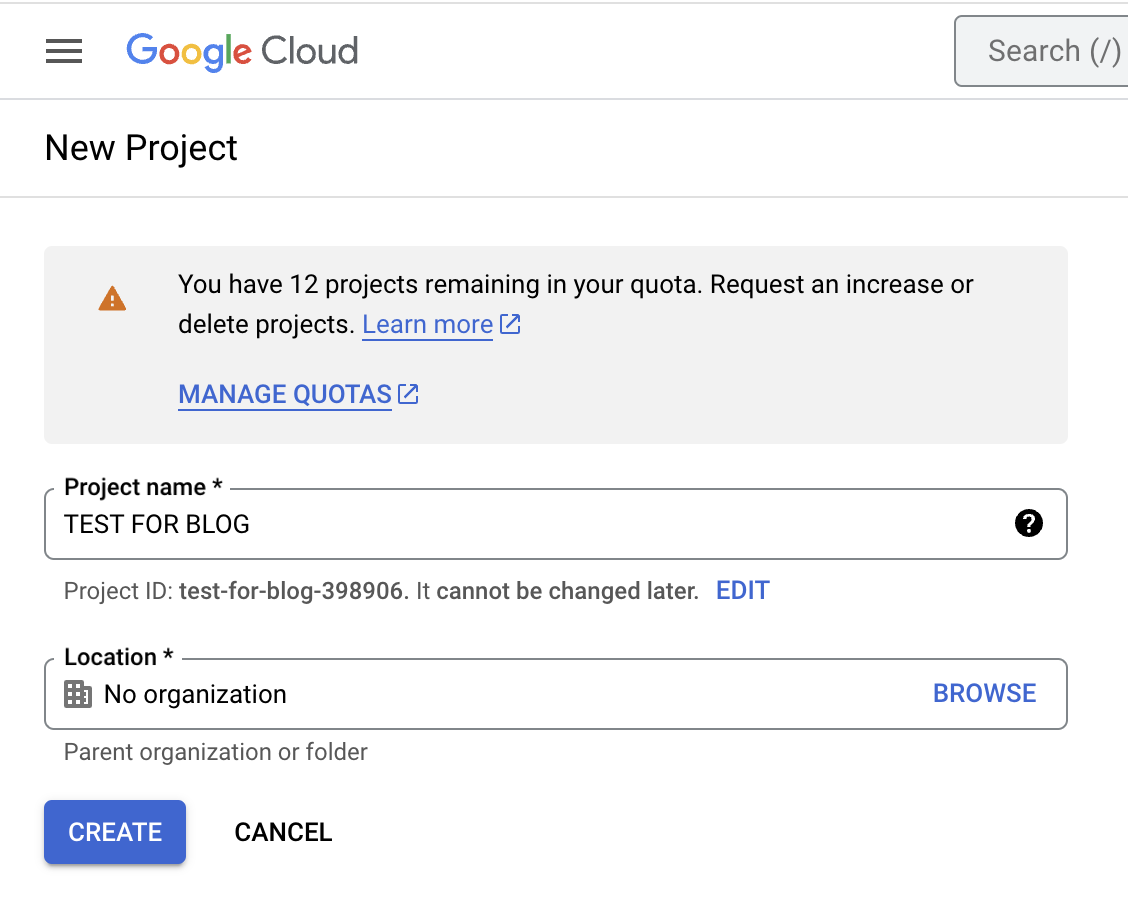 Google Cloud
Search (/)
New Project
You have 12 projects remaining in your quota. Request an increase or
delete projects. Learn more
MANAGE QUOTAS
Project name *
TEST FOR BLOG
Project ID: test-for-blog-398906. It cannot be changed later. EDIT
Location *
No organization BROWSE
Parent organization or folder
CREATE CANCEL